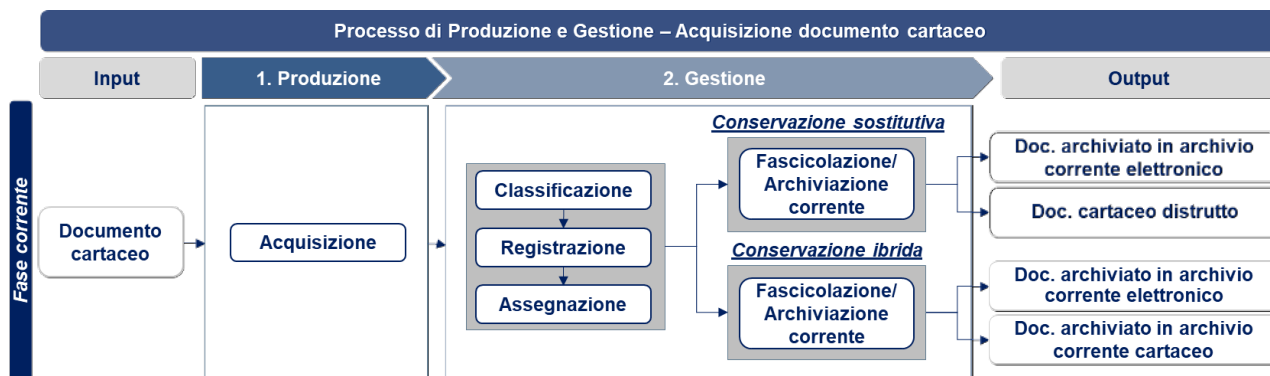 Processo di Produzione e Gestione – Acquisizione documento cartaceo
Input
1. Produzione
2. Gestione
Output
Fase corrente
Documento
cartaceo
Acquisizione
Classificazione
Registrazione
Assegnazione
Conservazione sostitutiva
Fascicolazione/
Archiviazione
corrente
Conservazione ibrida
Fascicolazione/
Archiviazione
corrente
Doc. archiviato in archivio
corrente elettronico
Doc. cartaceo distrutto
Doc. archiviato in archivio
corrente elettronico
Doc. archiviato in archivio
corrente cartaceo